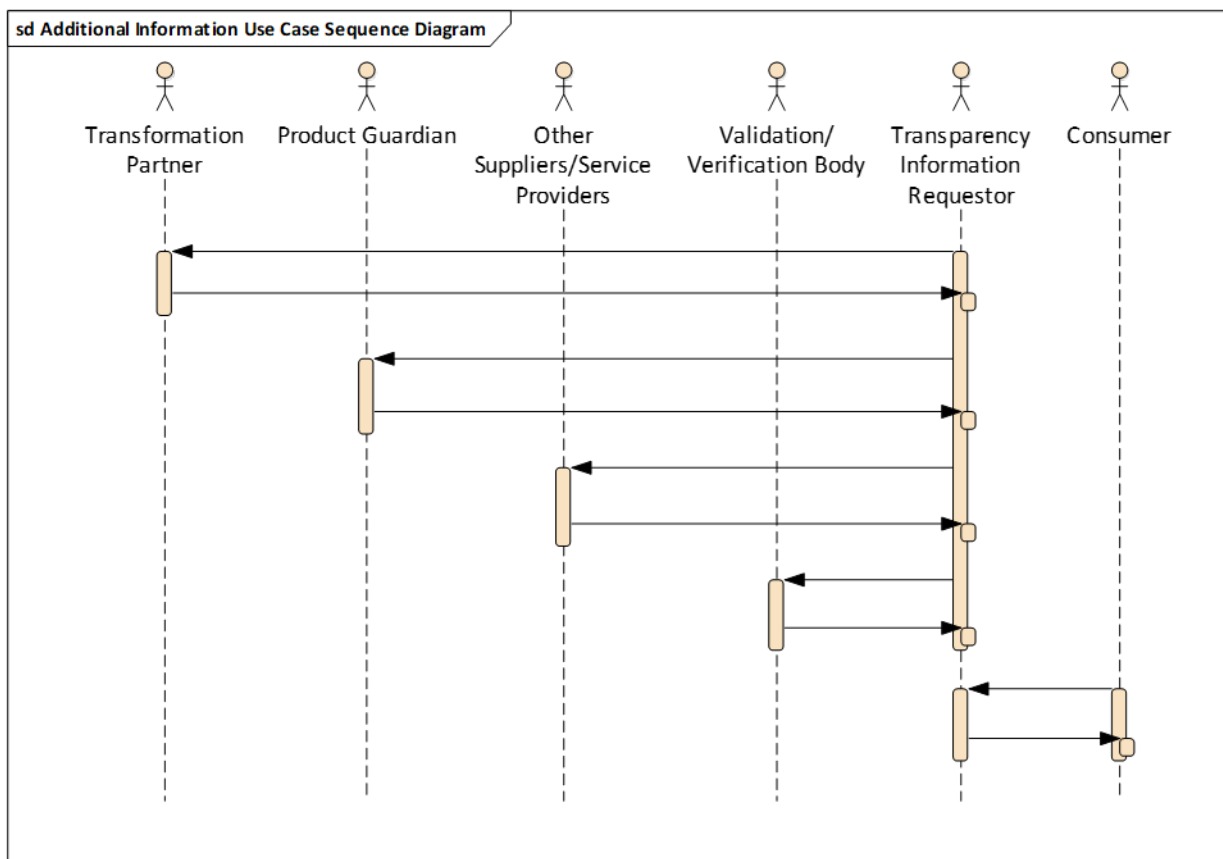 sd Additional Information Use Case Sequence Diagram
Transformation
Partner
Product Guardian
Other
Suppliers/Service
Providers
Validation/
Verification Body
Transparency
Information
Requestor
Consumer